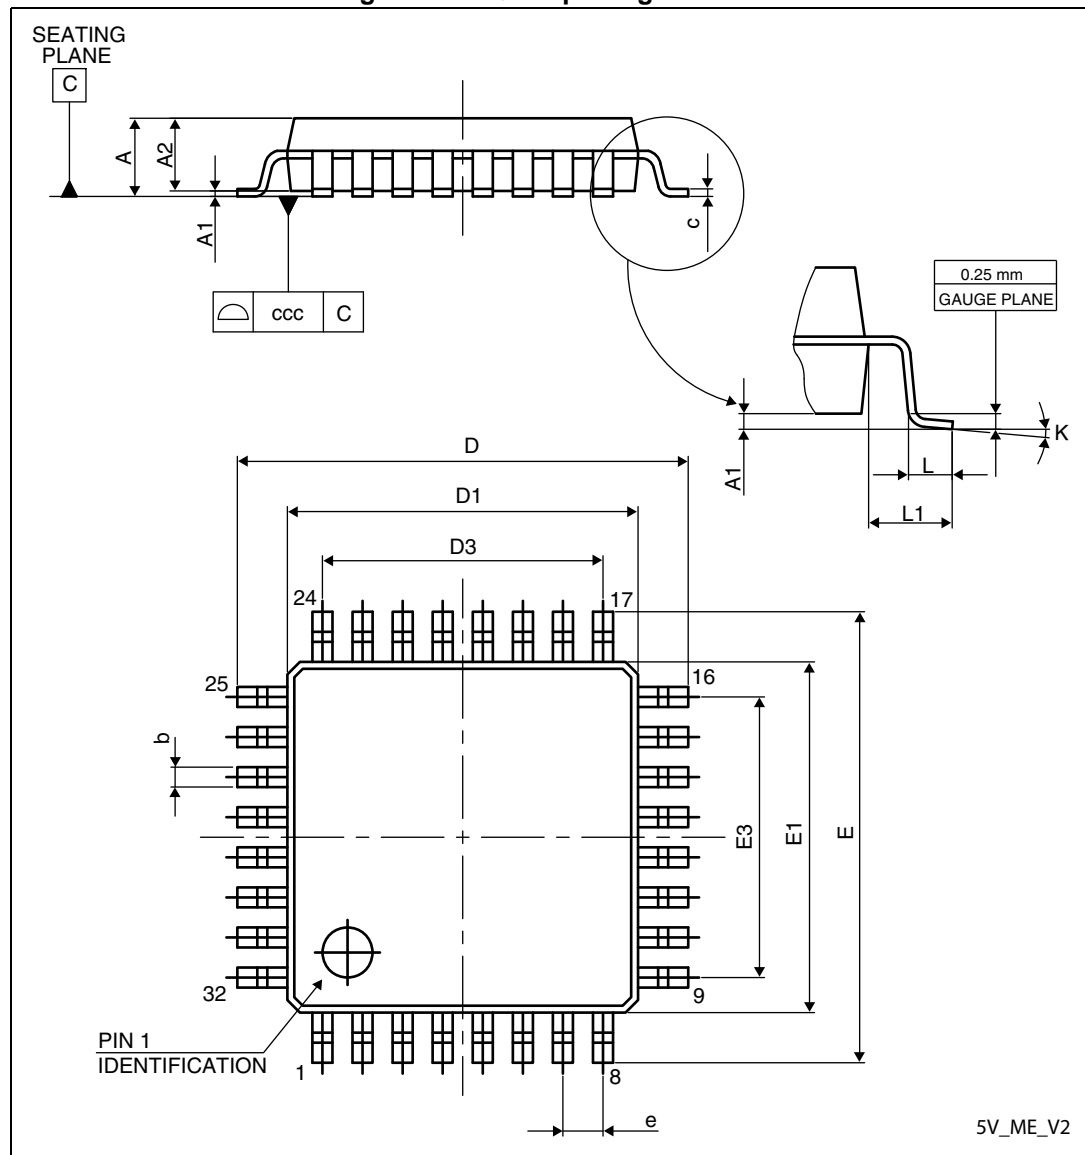 SEATING
PLANE
C
A
A2
A1
c
ccc C
0.25 mm
GAUGE PLANE
K
A1
L
L1
D
D1
D3
24
17
25
16
b
E3
E1
E
32
9
PIN 1
IDENTIFICATION
1
8
e
5V_ME_V2